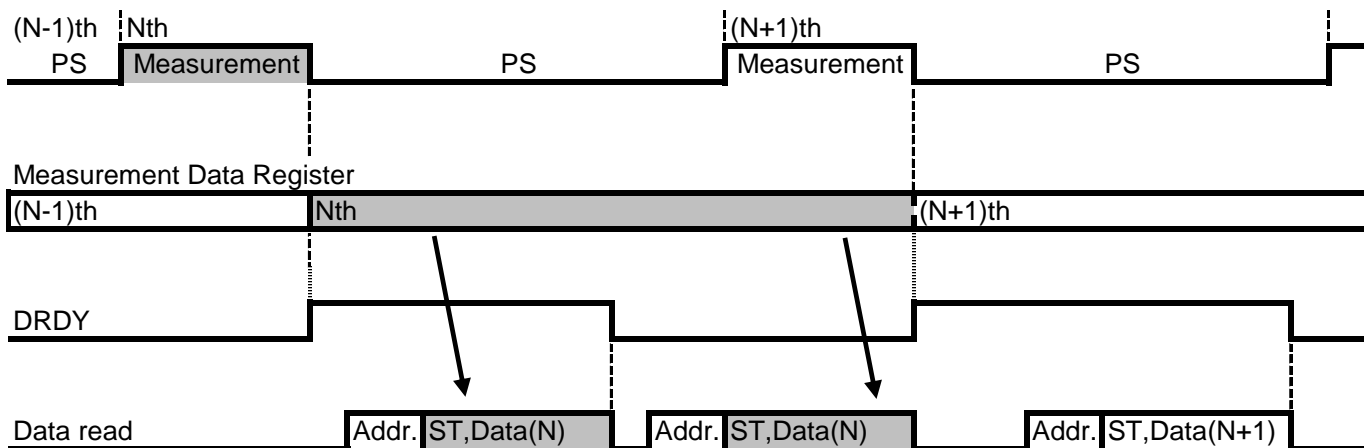 (N-1)th Nth (N+1)th
PS Measurement PS Measurement PS
Measurement Data Register
(N-1)th Nth (N+1)th
DRDY
Data read Addr. ST,Data(N) Addr. ST,Data(N) Addr. ST,Data(N+1)